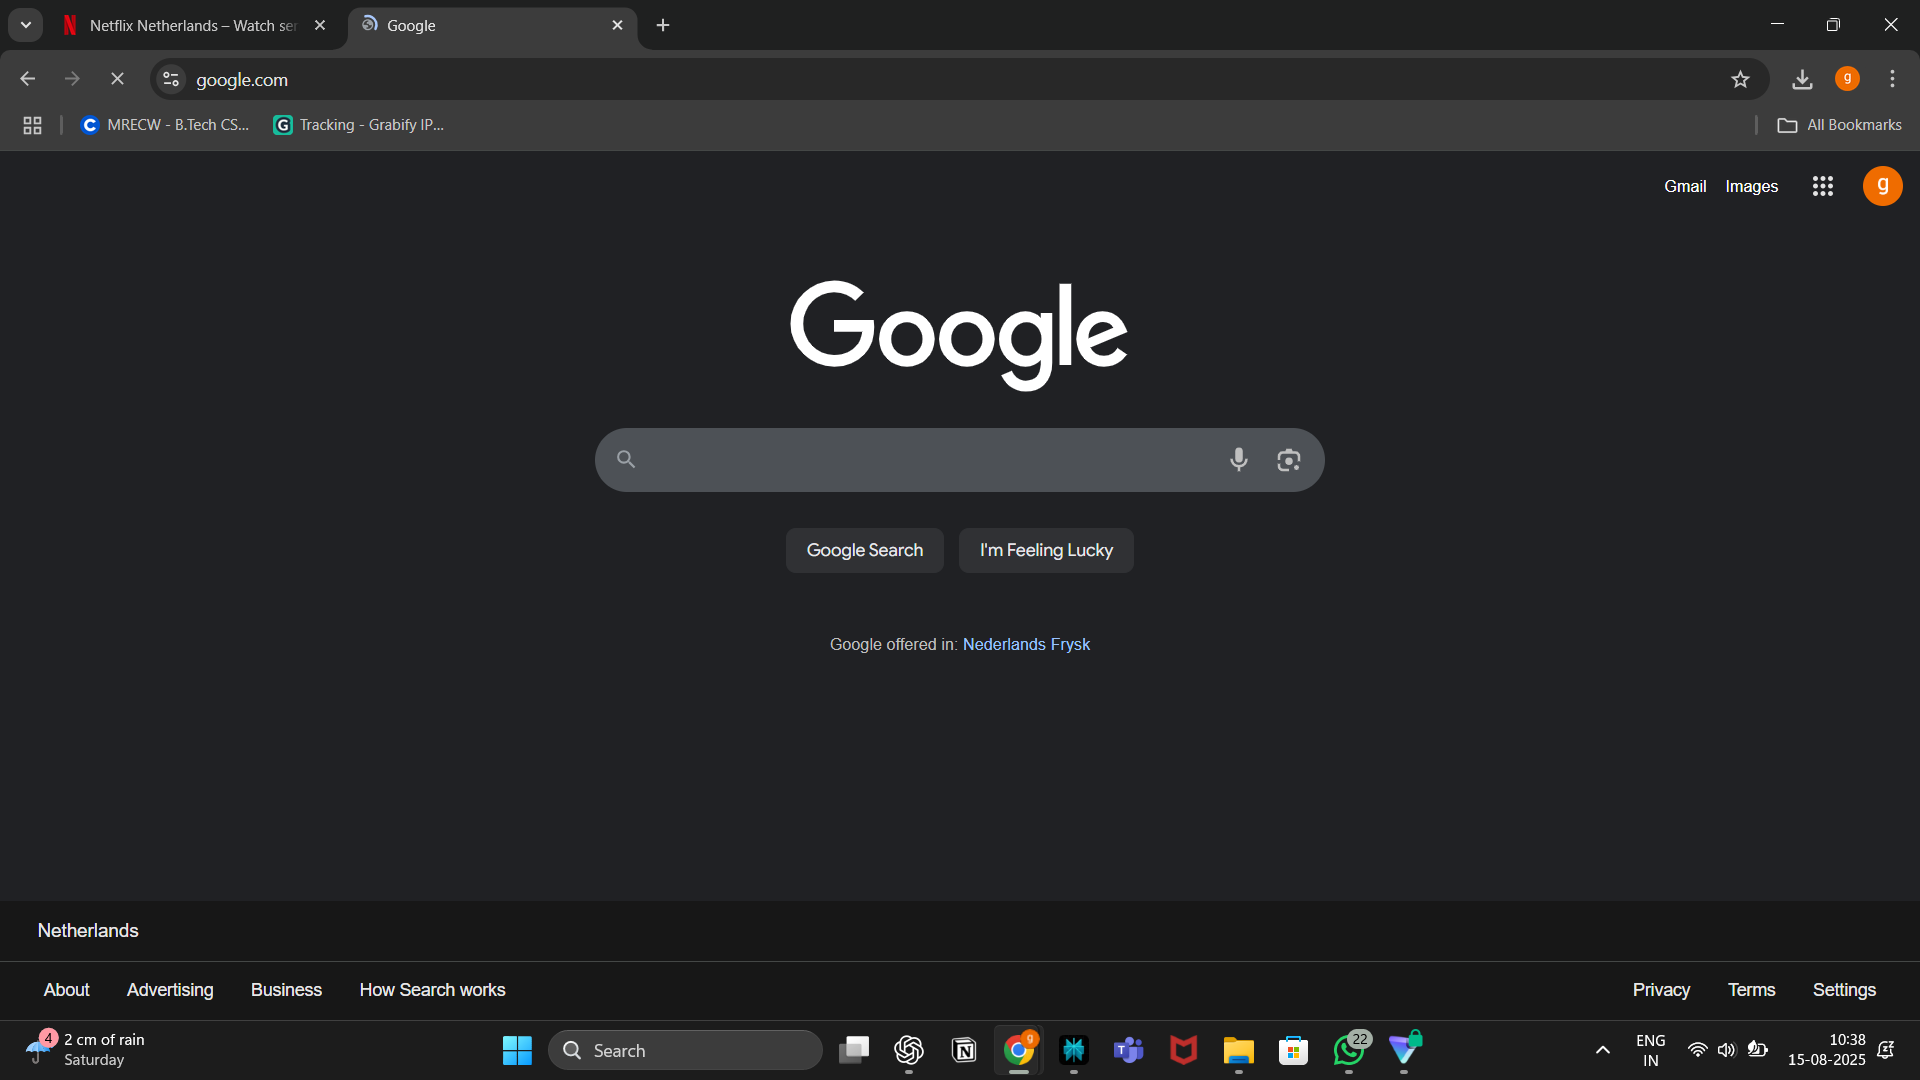 Netflix Netherlands – Watch ser
Google
google.com
MRECW - B.Tech CS...
Tracking - Grabify IP...
All Bookmarks
Gmail
Images
g
Google
Google Search
I'm Feeling Lucky
Google offered in: Nederlands Frysk
Netherlands
About
Advertising
Business
How Search works
Privacy
Terms
Settings
4
2 cm of rain
Saturday
Search
22
ENG
IN
10:38
15-08-2025